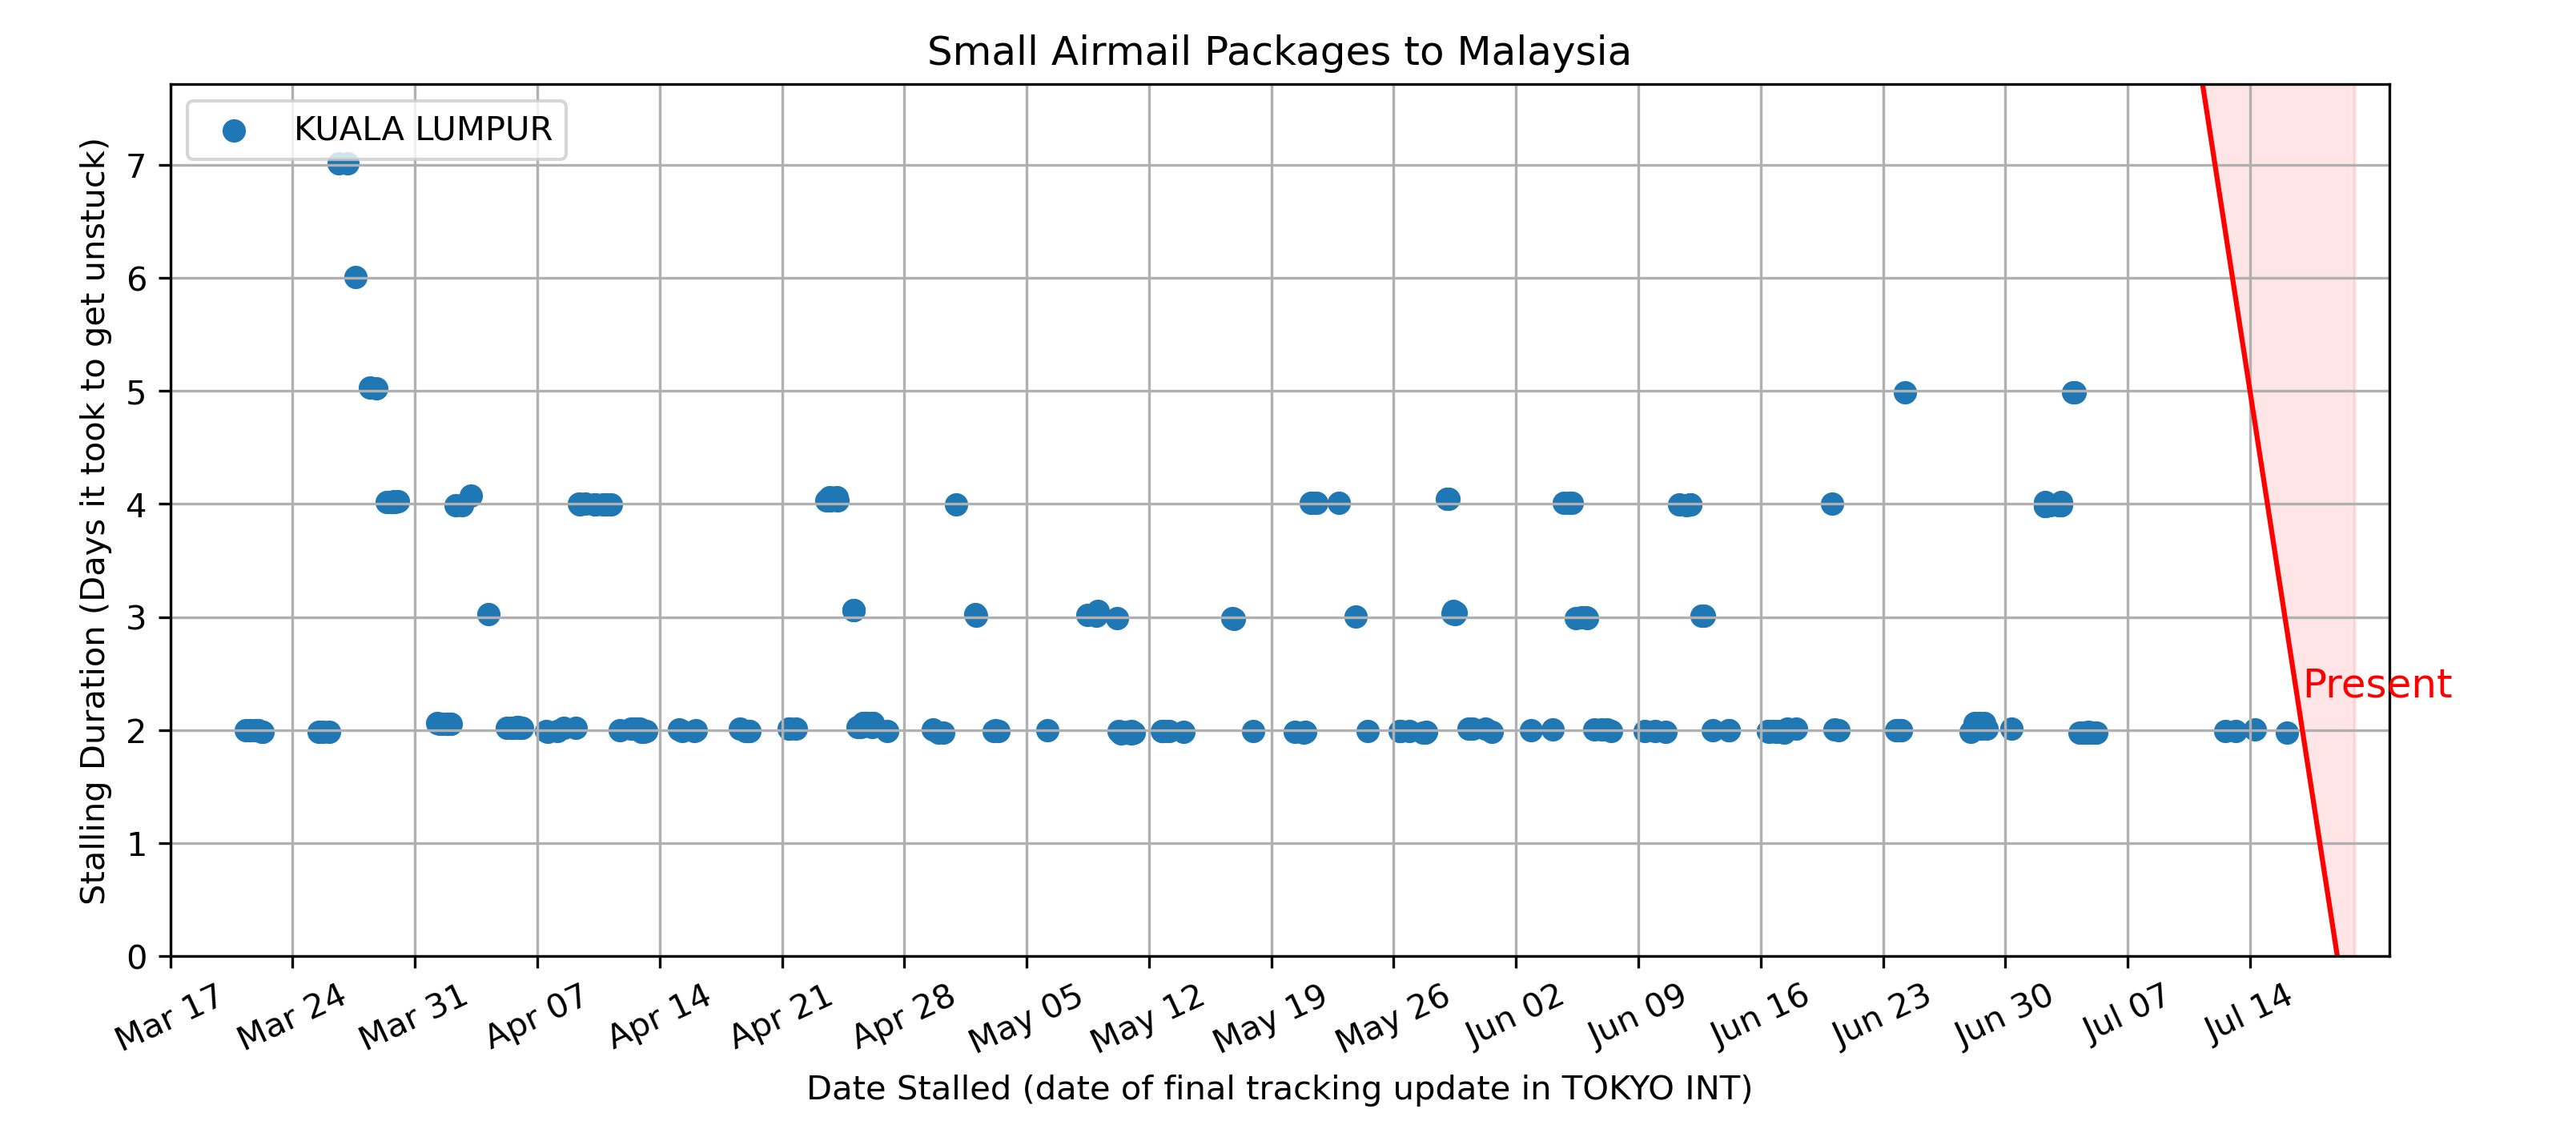 Small Airmail Packages to Malaysia
KUALA LUMPUR
Stalling Duration (Days it took to get unstuck)
7
6
5
4
3
2
1
0
Present
Mar 17
Mar 24
Mar 31
Apr 07
Apr 14
Apr 21
Apr 28
May 05
May 12
May 19
May 26
Jun 02
Jun 09
Jun 16
Jun 23
Jun 30
Jul 07
Jul 14
Date Stalled (date of final tracking update in TOKYO INT)